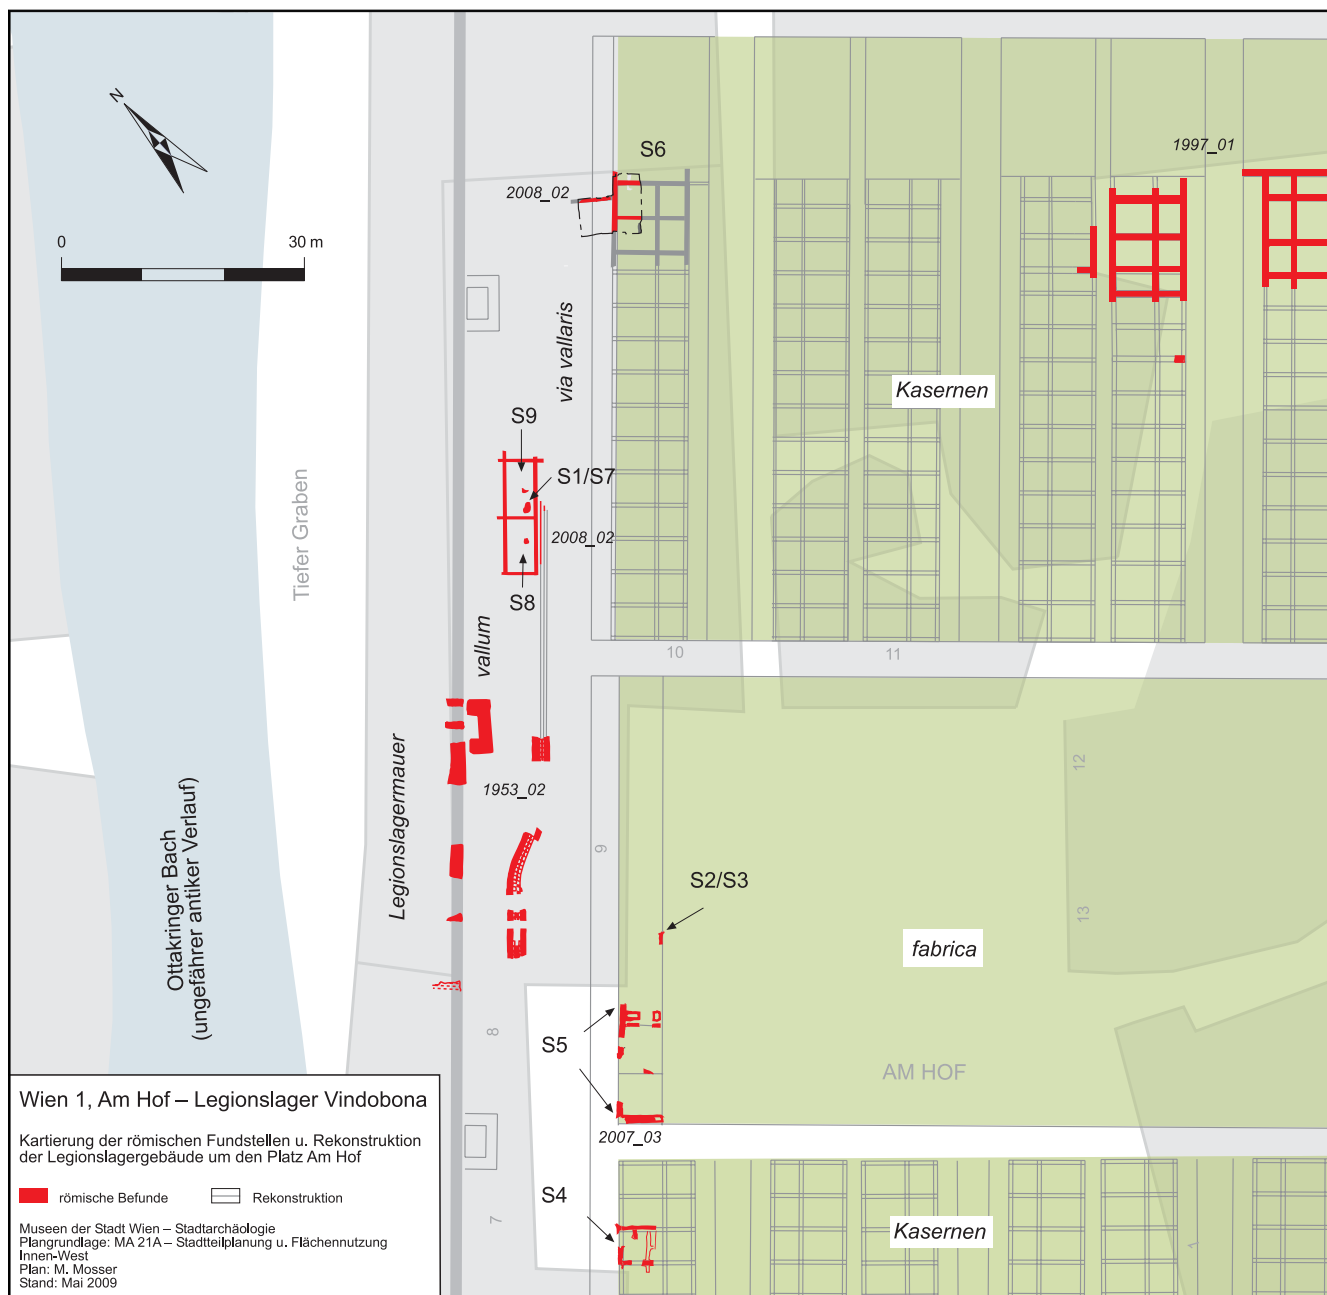 N
0
30 m
S6
2008_02
1997_01
via vallaris
Kasernen
S9
S1/S7
2008_02
S8
Tiefer Graben
vallum
10
11
Legionslagermauer
1953_02
9
12
13
S2/S3
fabrica
Ottakringer Bach
(ungefährer antiker Verlauf)
8
S5
AM HOF
2007_03
S4
7
Kasernen
1
Wien 1, Am Hof – Legionslager Vindobona
Kartierung der römischen Fundstellen u. Rekonstruktion
der Legionslagergebäude um den Platz Am Hof
römische Befunde
Rekonstruktion
Museen der Stadt Wien – Stadtarchäologie
Plangrundlage: MA 21A – Stadtteilplanung u. Flächennutzung
Innen-West
Plan: M. Mosser
Stand: Mai 2009